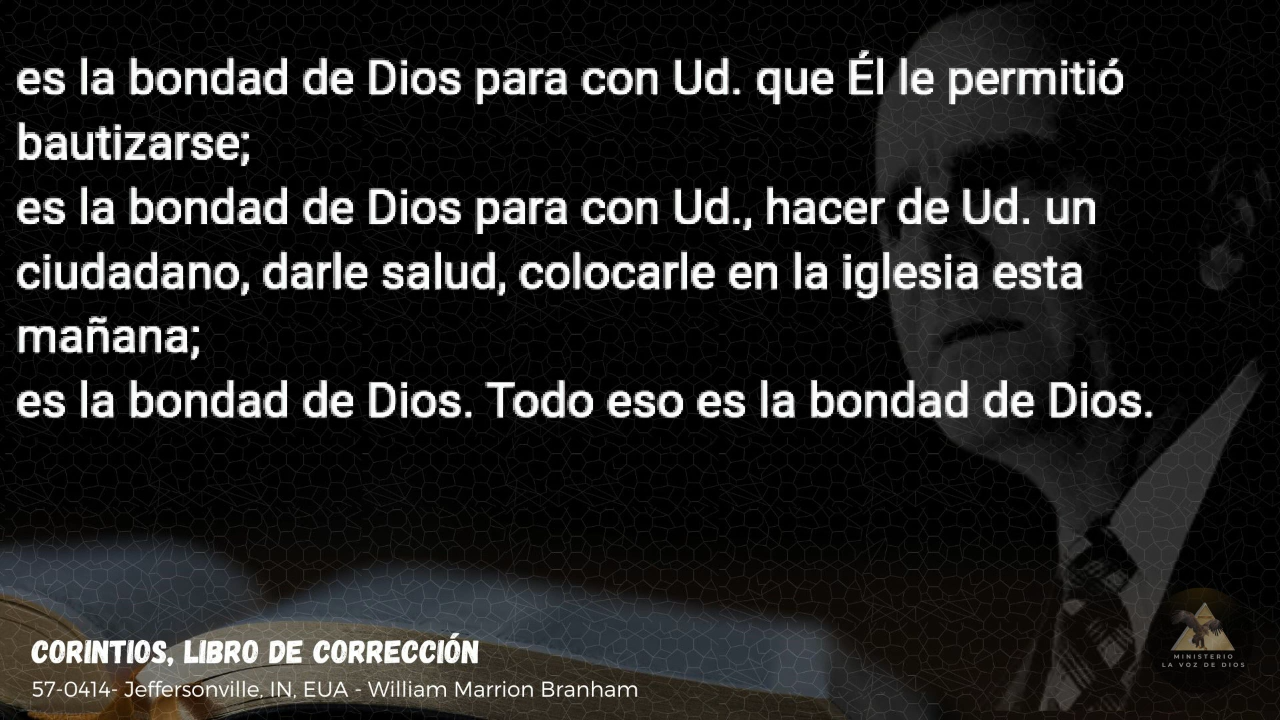 es la bondad de Dios para con Ud. que Él le permitió
bautizarse;
es la bondad de Dios para con Ud., hacer de Ud. un
ciudadano, darle salud, colocarle en la iglesia esta
mañana;
es la bondad de Dios. Todo eso es la bondad de Dios.
CORINTIOS, LIBRO DE CORRECCIÓN
57-0414- Jeffersonville, IN, EUA - William Marrion Branham
MINISTERIO
LA VOZ DE DIOS